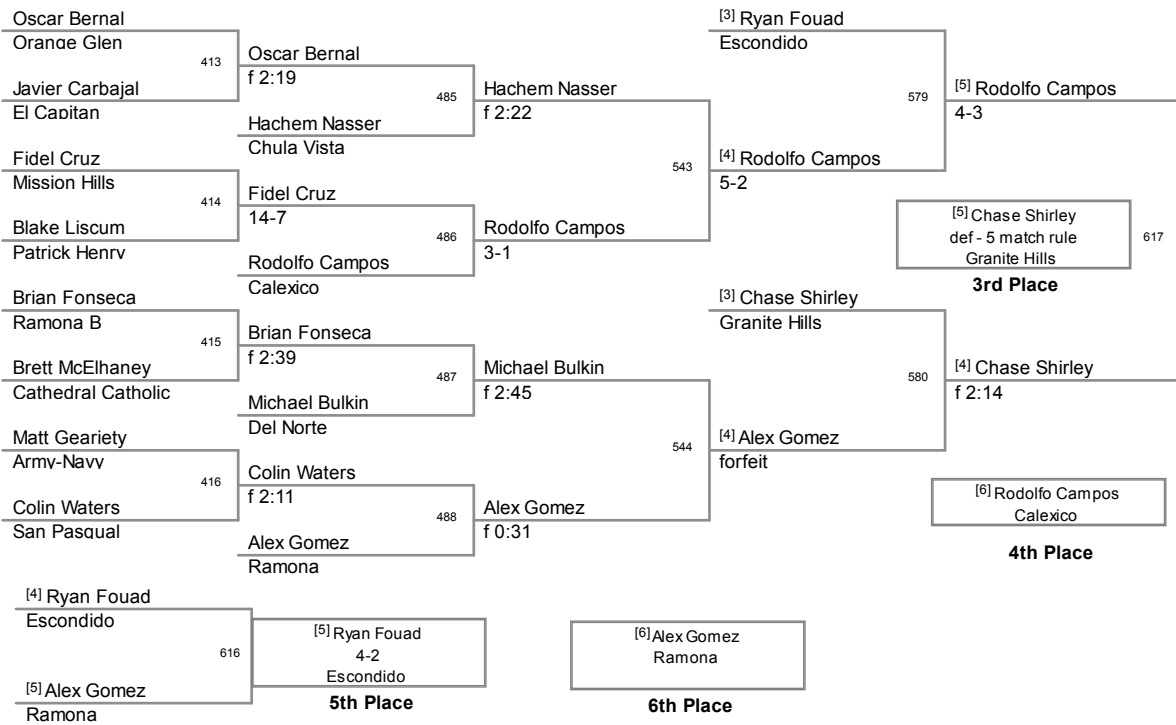 Oscar Bernal
Orange Glen
413
Javier Carbajal
El Capitan
Fidel Cruz
Mission Hills
414
Blake Liscum
Patrick Henry
Brian Fonseca
Ramona B
415
Brett McElhaney
Cathedral Catholic
Matt Geariety
Army-Navy
416
Colin Waters
San Pasqual
Oscar Bernal
f 2:19
485
Hachem Nasser
Chula Vista
Fidel Cruz
14-7
486
Rodolfo Campos
Calexico
Brian Fonseca
f 2:39
487
Michael Bulkin
Del Norte
Colin Waters
f 2:11
488
Alex Gomez
Ramona
Hachem Nasser
f 2:22
543
Rodolfo Campos
3-1
Michael Bulkin
f 2:45
544
Alex Gomez
f 0:31
[3] Ryan Fouad
Escondido
579
[4] Rodolfo Campos
5-2
[3] Chase Shirley
Granite Hills
580
[4] Alex Gomez
forfeit
[5] Rodolfo Campos
4-3
[5] Chase Shirley
def - 5 match rule
Granite Hills
617
3rd Place
[4] Chase Shirley
f 2:14
[6] Rodolfo Campos
Calexico
4th Place
[4] Ryan Fouad
Escondido
616
[5] Alex Gomez
Ramona
[5] Ryan Fouad
4-2
Escondido
5th Place
[6] Alex Gomez
Ramona
6th Place